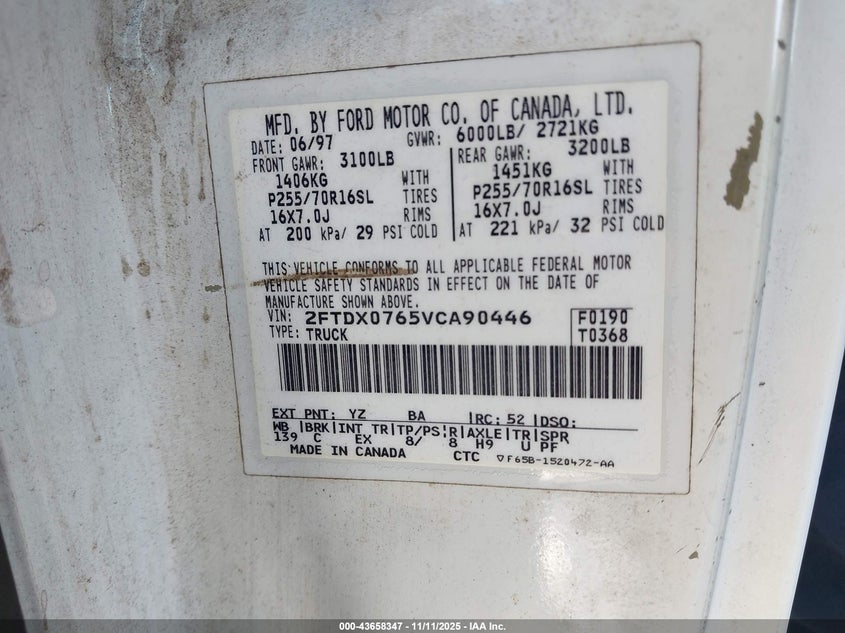 MFD. BY FORD MOTOR CO. OF CANADA, LTD.
DATE: 06/97 GVWR: 6000LB/ 2721KG
FRONT GAWR: 3100LB REAR GAWR: 3200LB
1406KG WITH 1451KG WITH
P255/70R16SL TIRES P255/70R16SL TIRES
16X7.0J RIMS 16X7.0J RIMS
AT 200 kPa/ 29 PSI COLD AT 221 kPa/ 32 PSI COLD
THIS VEHICLE CONFORMS TO ALL APPLICABLE FEDERAL MOTOR
VEHICLE SAFETY STANDARDS IN EFFECT ON THE DATE OF
MANUFACTURE SHOWN ABOVE.
VIN: 2FTDX0765VCA90446 F0190
TYPE: TRUCK T0368
EXT PNT: YZ BA |RC: 52 |DSO:
WB |BRK|INT TR|TP/PS|R|AXLE|TR|SPR
139 C EX 8/ 8 H9 U PF
MADE IN CANADA CTC ▽F65B-1520472-AA
000-43658347 - 11/11/2025 - IAA Inc.